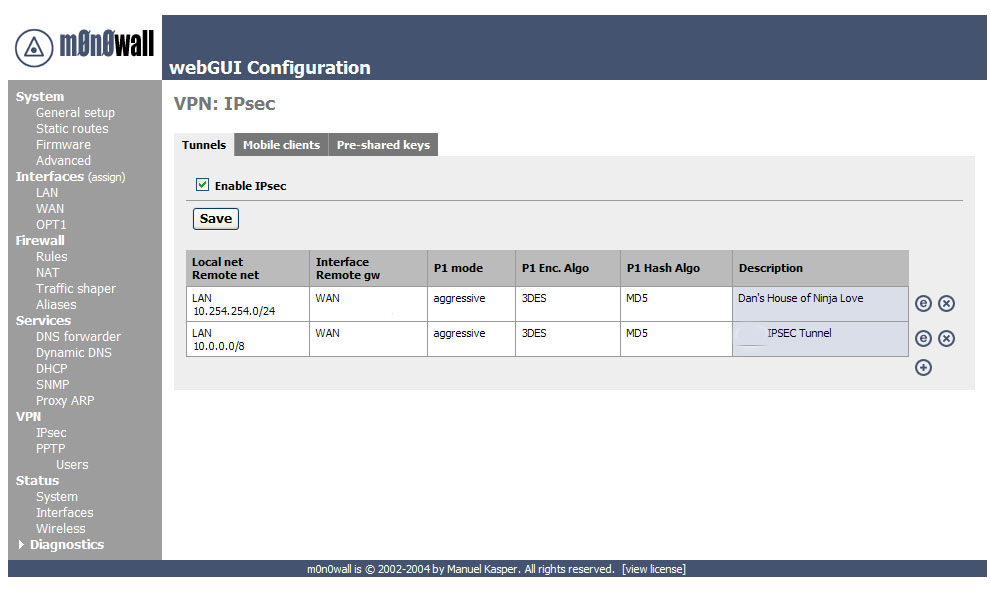 m0n0wall
webGUI Configuration
System
General setup
Static routes
Firmware
Advanced
Interfaces (assign)
LAN
WAN
OPT1
Firewall
Rules
NAT
Traffic shaper
Aliases
Services
DNS forwarder
Dynamic DNS
DHCP
SNMP
Proxy ARP
VPN
IPsec
PPTP
Users
Status
System
Interfaces
Wireless
Diagnostics
VPN: IPsec
Tunnels Mobile clients Pre-shared keys
Enable IPsec
Save
Local net Interface P1 mode P1 Enc. Algo P1 Hash Algo Description
Remote net Remote gw
LAN WAN aggressive 3DES MD5 Dan's House of Ninja Love
10.254.254.0/24
LAN WAN aggressive 3DES MD5 IPSEC Tunnel
10.0.0.0/8
m0n0wall is © 2002-2004 by Manuel Kasper. All rights reserved. [view license]